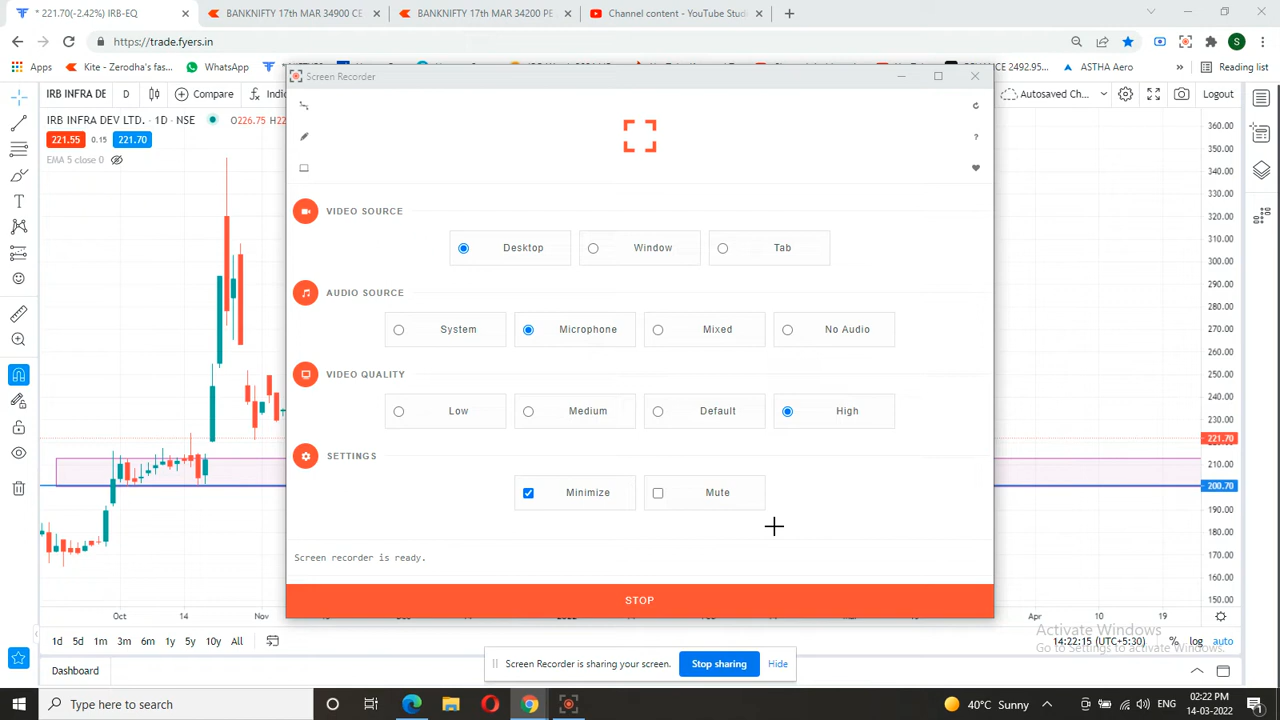 * 221.70(-2.42%) IRB-EQ
BANKNIFTY 17th MAR 34900 CE
BANKNIFTY 17th MAR 34200 PE
Channel content - YouTube Stud
https://trade.fyers.in
S
Apps
Kite - Zerodha's fas...
WhatsApp
2492.95...
ASTHA Aero
»
Reading list
IRB INFRA DE
D
Compare
Indi
Autosaved Ch...
Logout
IRB INFRA DEV LTD. · 1D · NSE
O226.75
221.55
0.15
221.70
EMA 5 close 0
Screen Recorder
?
VIDEO SOURCE
Desktop
Window
Tab
AUDIO SOURCE
System
Microphone
Mixed
No Audio
VIDEO QUALITY
Low
Medium
Default
High
SETTINGS
Minimize
Mute
Screen recorder is ready.
STOP
360.00
350.00
340.00
330.00
320.00
310.00
300.00
290.00
280.00
270.00
260.00
250.00
240.00
230.00
221.70
210.00
200.70
190.00
180.00
170.00
160.00
150.00
Oct
14
Nov
Apr
10
19
1d
5d
1m
3m
6m
1y
5y
10y
All
14:22:15 (UTC+5:30)
%
log
auto
Activate Windows
Go to Settings to activate Windows.
Dashboard
Screen Recorder is sharing your screen.
Stop sharing
Hide
Type here to search
40°C Sunny
ENG
02:22 PM
14-03-2022
1